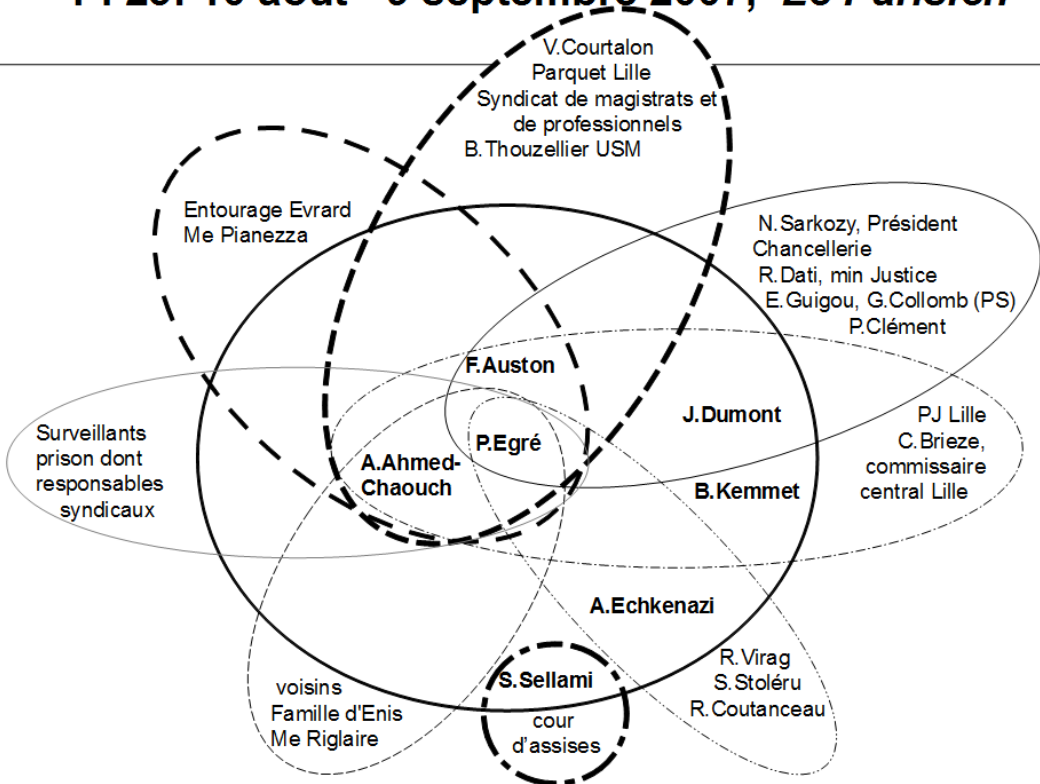 V.Courtalon
Parquet Lille
Syndicat de magistrats et
de professionnels
B.Thouzellier USM
Entourage Evrard
Me Pianezza
N.Sarkozy, Président
Chancellerie
R.Dati, min Justice
E.Guigou, G.Collomb (PS)
P.Clément
F.Auston
J.Dumont
P.Egré
A.Ahmed-
Chaouch
B.Kemmet
Surveillants
prison dont
responsables
syndicaux
PJ Lille
C.Brieze,
commissaire
central Lille
A.Echkenazi
S.Sellami
cour
d'assises
R.Virag
S.Stoléru
R.Coutanceau
voisins
Famille d'Enis
Me Riglaire